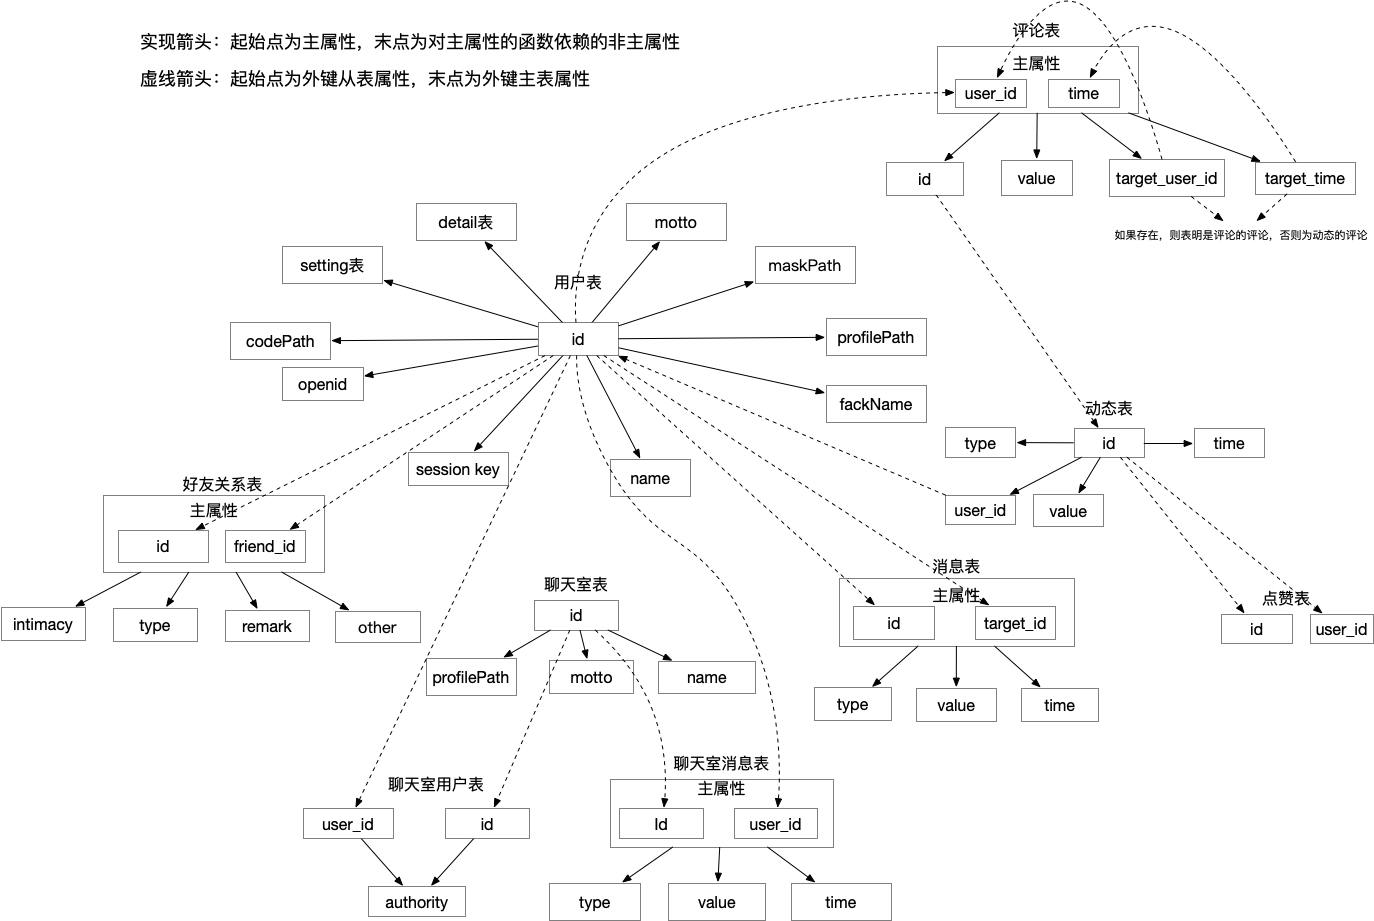 实现箭头：起始点为主属性，末点为对主属性的函数依赖的非主属性
虚线箭头：起始点为外键从表属性，末点为外键主表属性
评论表
主属性
user_id
time
id
value
target_user_id
target_time
如果存在，则表明是评论的评论，否则为动态的评论
用户表
detail表
motto
setting表
maskPath
codePath
id
profilePath
openid
fackName
session key
name
动态表
type
id
time
user_id
value
好友关系表
主属性
id
friend_id
intimacy
type
remark
other
聊天室表
id
profilePath
motto
name
消息表
主属性
id
target_id
type
value
time
点赞表
id
user_id
聊天室用户表
user_id
id
authority
聊天室消息表
主属性
Id
user_id
type
value
time